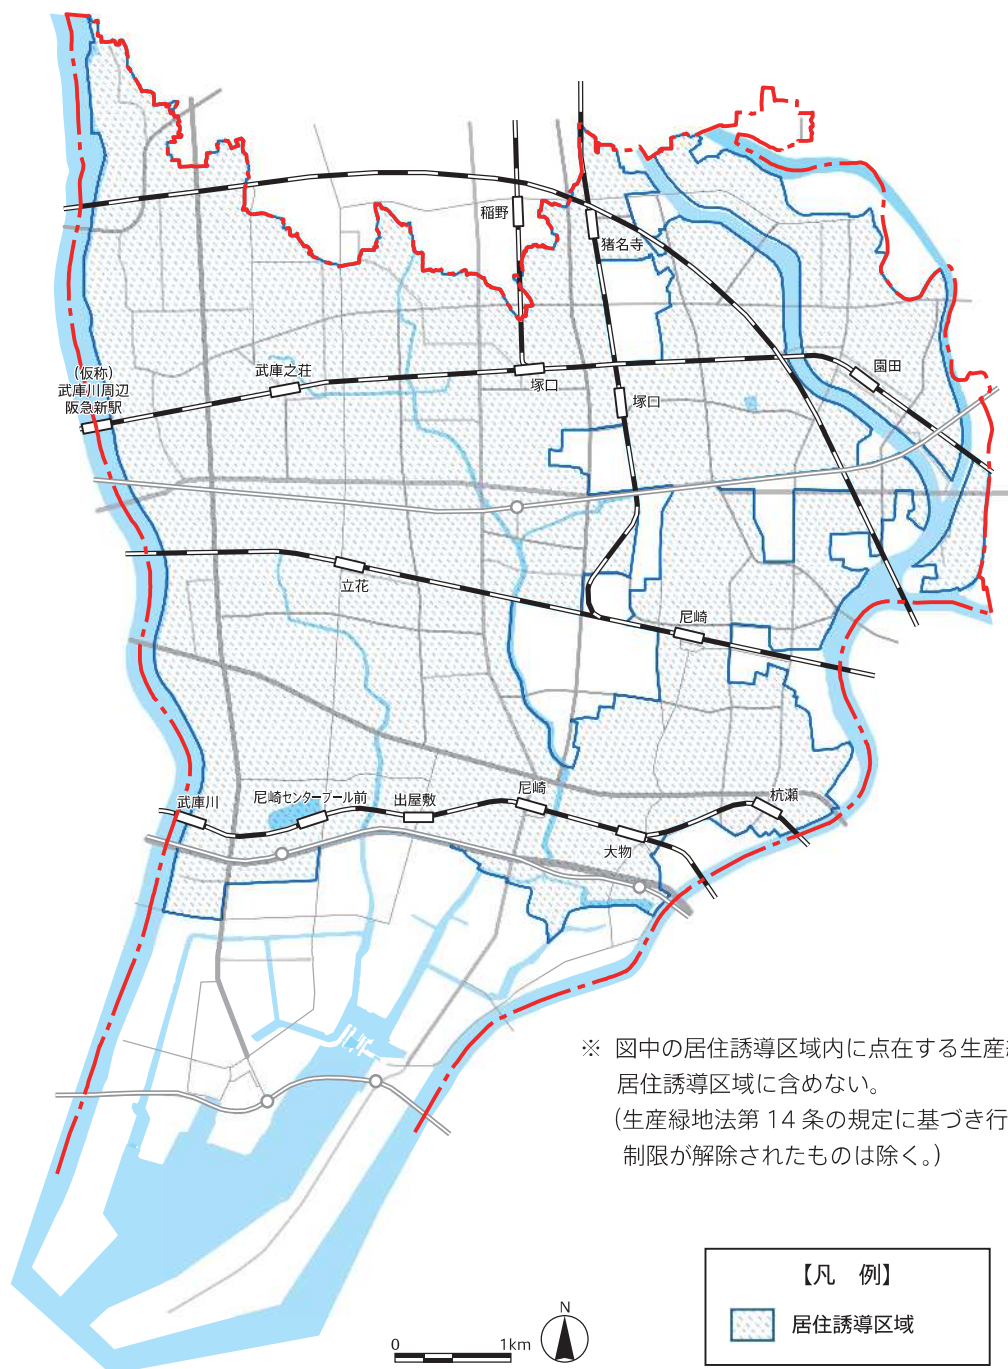 稲野
猪名寺
(仮称)
武庫川周辺
阪急新駅
武庫之荘
塚口
塚口
園田
立花
尼崎
武庫川
尼崎センタープール前
出屋敷
尼崎
大物
杭瀬
※ 図中の居住誘導区域内に点在する生産
居住誘導区域に含めない。
(生産緑地法第 14 条の規定に基づき行
制限が解除されたものは除く。)
【凡 例】
居住誘導区域
0 1km
N